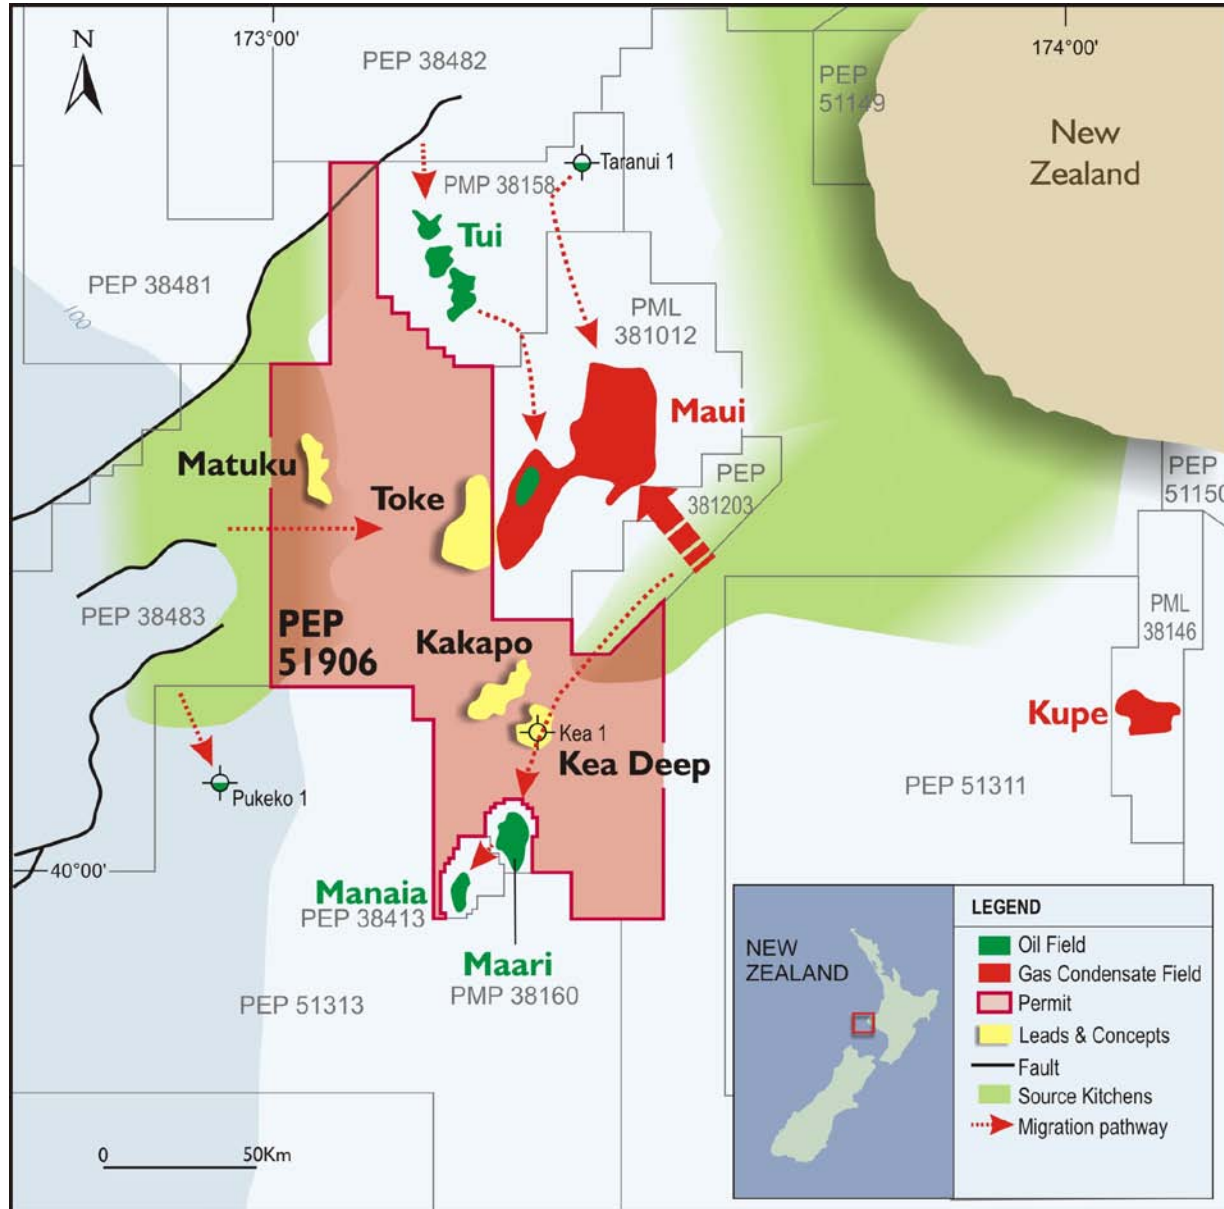 N
173°00'
174°00'
PEP 38482
PEP
51149
New
Zealand
Taranui 1
PMP 38158
Tui
PEP 38481
100
PML
381012
Maui
Matuku
Toke
PEP
381203
PEP
51150
PEP 38483
PEP
51906
Kakapo
PML
38146
Kea 1
Kea Deep
Kupe
Pukeko 1
PEP 51311
40°00'
Manaia
PEP 38413
Maari
PMP 38160
PEP 51313
0
50Km
NEW
ZEALAND
LEGEND
Oil Field
Gas Condensate Field
Permit
Leads & Concepts
Fault
Source Kitchens
Migration pathway